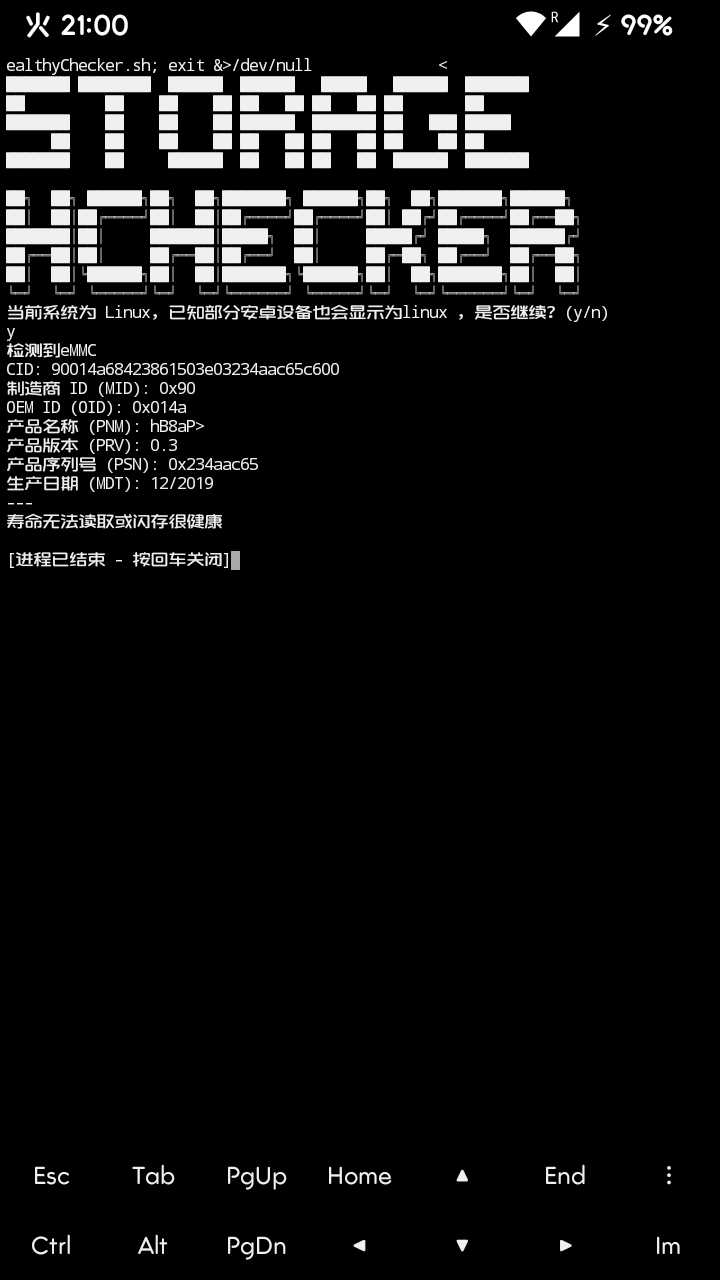 火 21:00
R
99%
ealthyChecker.sh; exit &>/dev/null <
STORAGE
HCHECKER
当前系统为 Linux，已知部分安卓设备也会显示为linux ，是否继续？(y/n)
y
检测到eMMC
CID: 90014a68423861503e03234aac65c600
制造商 ID (MID): 0x90
OEM ID (OID): 0x014a
产品名称 (PNM): hB8aP>
产品版本 (PRV): 0.3
产品序列号 (PSN): 0x234aac65
生产日期 (MDT): 12/2019
---
寿命无法读取或闪存很健康
[进程已结束 - 按回车关闭]
Esc Tab PgUp Home ▲ End ⋮
Ctrl Alt PgDn ◀ ▼ ▶ Im